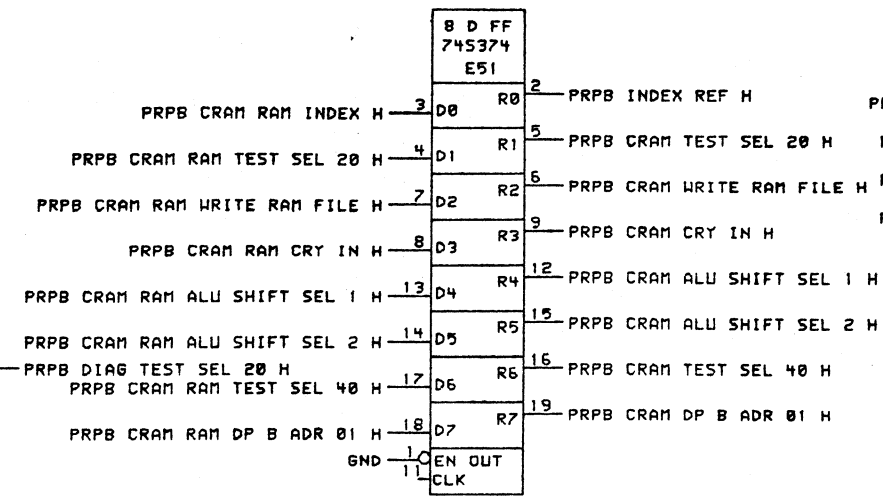 8 D FF
74S374
E51
PRPB CRAM RAM INDEX H 3 D0 R0 2 PRPB INDEX REF H
PRPB CRAM RAM TEST SEL 20 H 4 D1 R1 5 PRPB CRAM TEST SEL 20 H
PRPB CRAM RAM WRITE RAM FILE H 7 D2 R2 6 PRPB CRAM WRITE RAM FILE H
PRPB CRAM RAM CRY IN H 8 D3 R3 9 PRPB CRAM CRY IN H
PRPB CRAM RAM ALU SHIFT SEL 1 H 13 D4 R4 12 PRPB CRAM ALU SHIFT SEL 1 H
PRPB CRAM RAM ALU SHIFT SEL 2 H 14 D5 R5 15 PRPB CRAM ALU SHIFT SEL 2 H
PRPB DIAG TEST SEL 20 H
PRPB CRAM RAM TEST SEL 40 H 17 D6 R6 16 PRPB CRAM TEST SEL 40 H
PRPB CRAM RAM DP B ADR 01 H 18 D7 R7 19 PRPB CRAM DP B ADR 01 H
GND 1 EN OUT
11 CLK